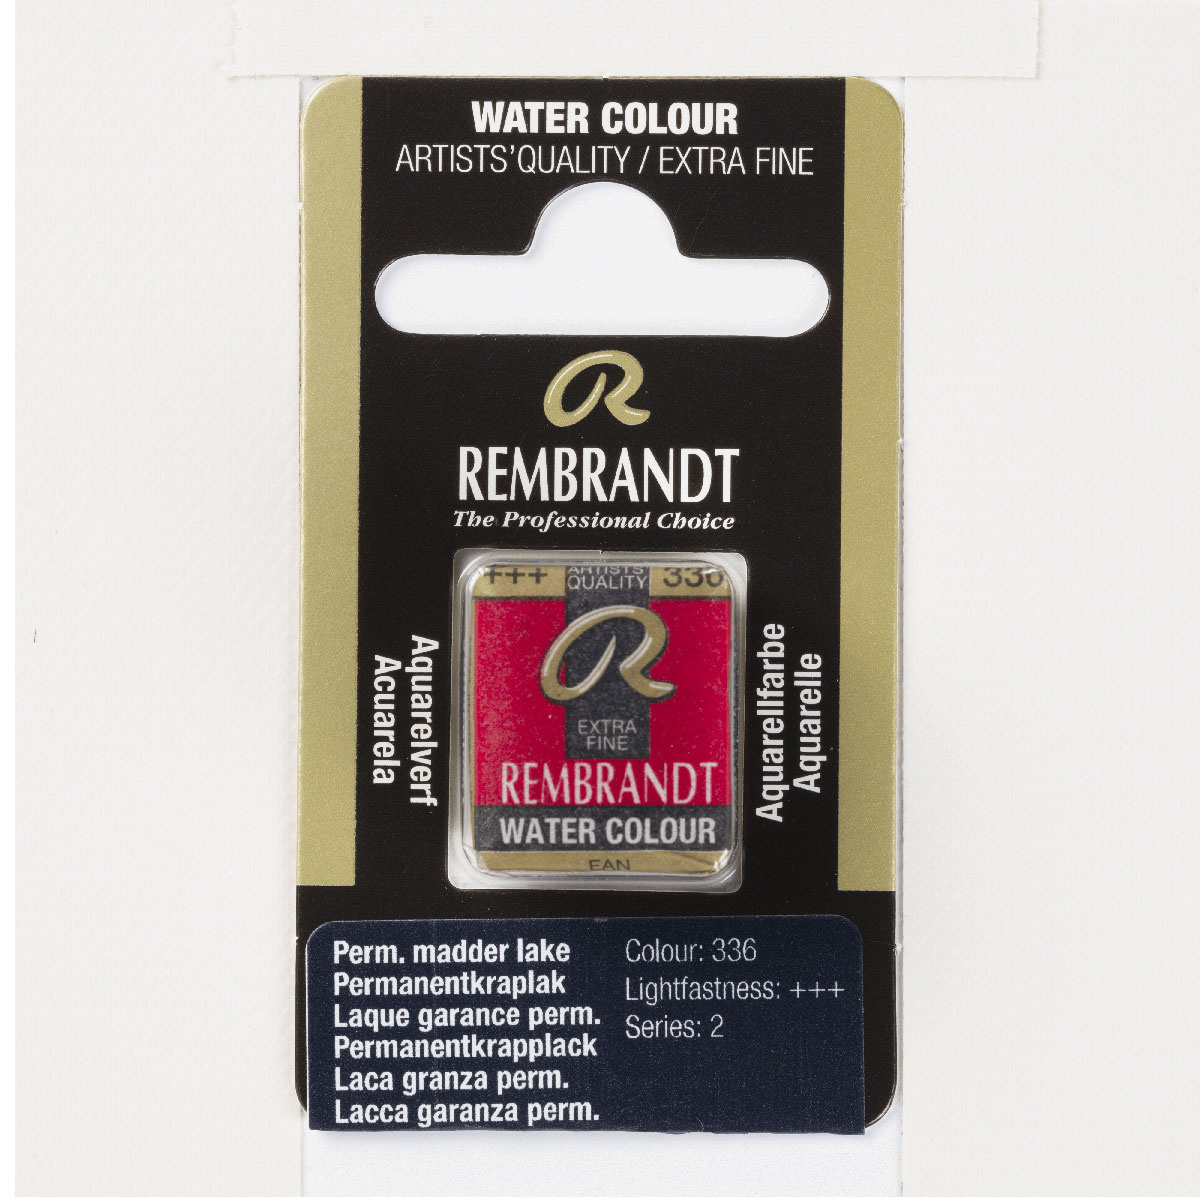 WATER COLOUR
ARTISTS' QUALITY / EXTRA FINE
R
REMBRANDT
The Professional Choice
+++ ARTISTS' QUALITY 336
R
EXTRA
FINE
REMBRANDT
WATER COLOUR
EAN
Aquarelverf
Acuarela
Aquarellfarbe
Aquarelle
Perm. madder lake
Permanentkraplak
Laque garance perm.
Permanentkrapplack
Laca granza perm.
Lacca garanza perm.
Colour: 336
Lightfastness: +++
Series: 2